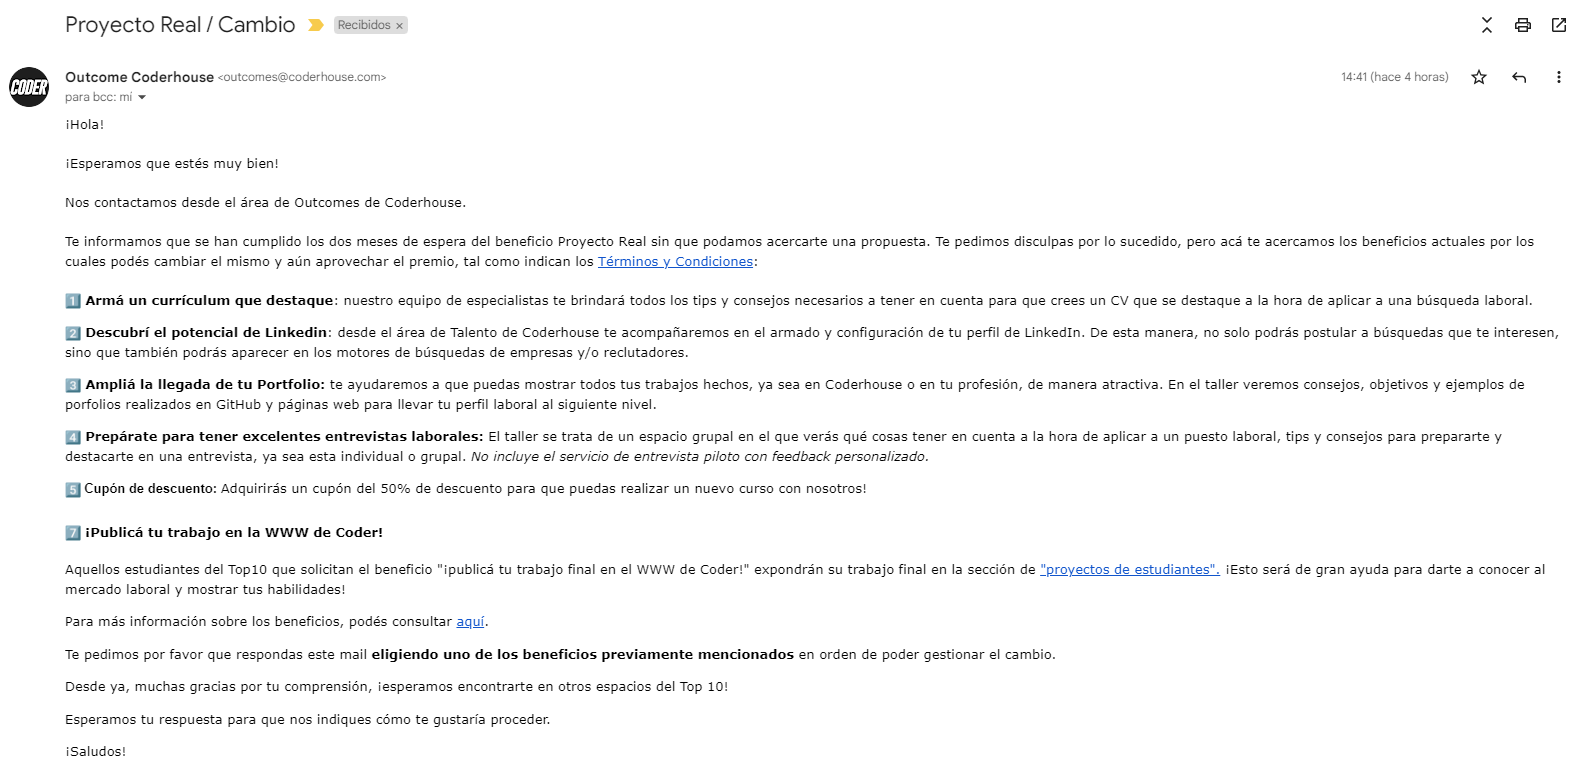 Proyecto Real / Cambio
Recibidos ×
CODER
Outcome Coderhouse <outcomes@coderhouse.com>
14:41 (hace 4 horas)
para bcc: mí
¡Hola!
¡Esperamos que estés muy bien!
Nos contactamos desde el área de Outcomes de Coderhouse.
Te informamos que se han cumplido los dos meses de espera del beneficio Proyecto Real sin que podamos acercarte una propuesta. Te pedimos disculpas por lo sucedido, pero acá te acercamos los beneficios actuales por los
cuales podés cambiar el mismo y aún aprovechar el premio, tal como indican los Términos y Condiciones:
1️⃣ Armá un currículum que destaque: nuestro equipo de especialistas te brindará todos los tips y consejos necesarios a tener en cuenta para que crees un CV que se destaque a la hora de aplicar a una búsqueda laboral.
2️⃣ Descubrí el potencial de Linkedin: desde el área de Talento de Coderhouse te acompañaremos en el armado y configuración de tu perfil de LinkedIn. De esta manera, no solo podrás postular a búsquedas que te interesen,
sino que también podrás aparecer en los motores de búsquedas de empresas y/o reclutadores.
3️⃣ Ampliá la llegada de tu Portfolio: te ayudaremos a que puedas mostrar todos tus trabajos hechos, ya sea en Coderhouse o en tu profesión, de manera atractiva. En el taller veremos consejos, objetivos y ejemplos de
porfolios realizados en GitHub y páginas web para llevar tu perfil laboral al siguiente nivel.
4️⃣ Prepárate para tener excelentes entrevistas laborales: El taller se trata de un espacio grupal en el que verás qué cosas tener en cuenta a la hora de aplicar a un puesto laboral, tips y consejos para prepararte y
destacarte en una entrevista, ya sea esta individual o grupal. No incluye el servicio de entrevista piloto con feedback personalizado.
5️⃣ Cupón de descuento: Adquirirás un cupón del 50% de descuento para que puedas realizar un nuevo curso con nosotros!
7️⃣ ¡Publicá tu trabajo en la WWW de Coder!
Aquellos estudiantes del Top10 que solicitan el beneficio "¡publicá tu trabajo final en el WWW de Coder!" expondrán su trabajo final en la sección de "proyectos de estudiantes". ¡Esto será de gran ayuda para darte a conocer al
mercado laboral y mostrar tus habilidades!
Para más información sobre los beneficios, podés consultar aquí.
Te pedimos por favor que respondas este mail eligiendo uno de los beneficios previamente mencionados en orden de poder gestionar el cambio.
Desde ya, muchas gracias por tu comprensión, ¡esperamos encontrarte en otros espacios del Top 10!
Esperamos tu respuesta para que nos indiques cómo te gustaría proceder.
¡Saludos!